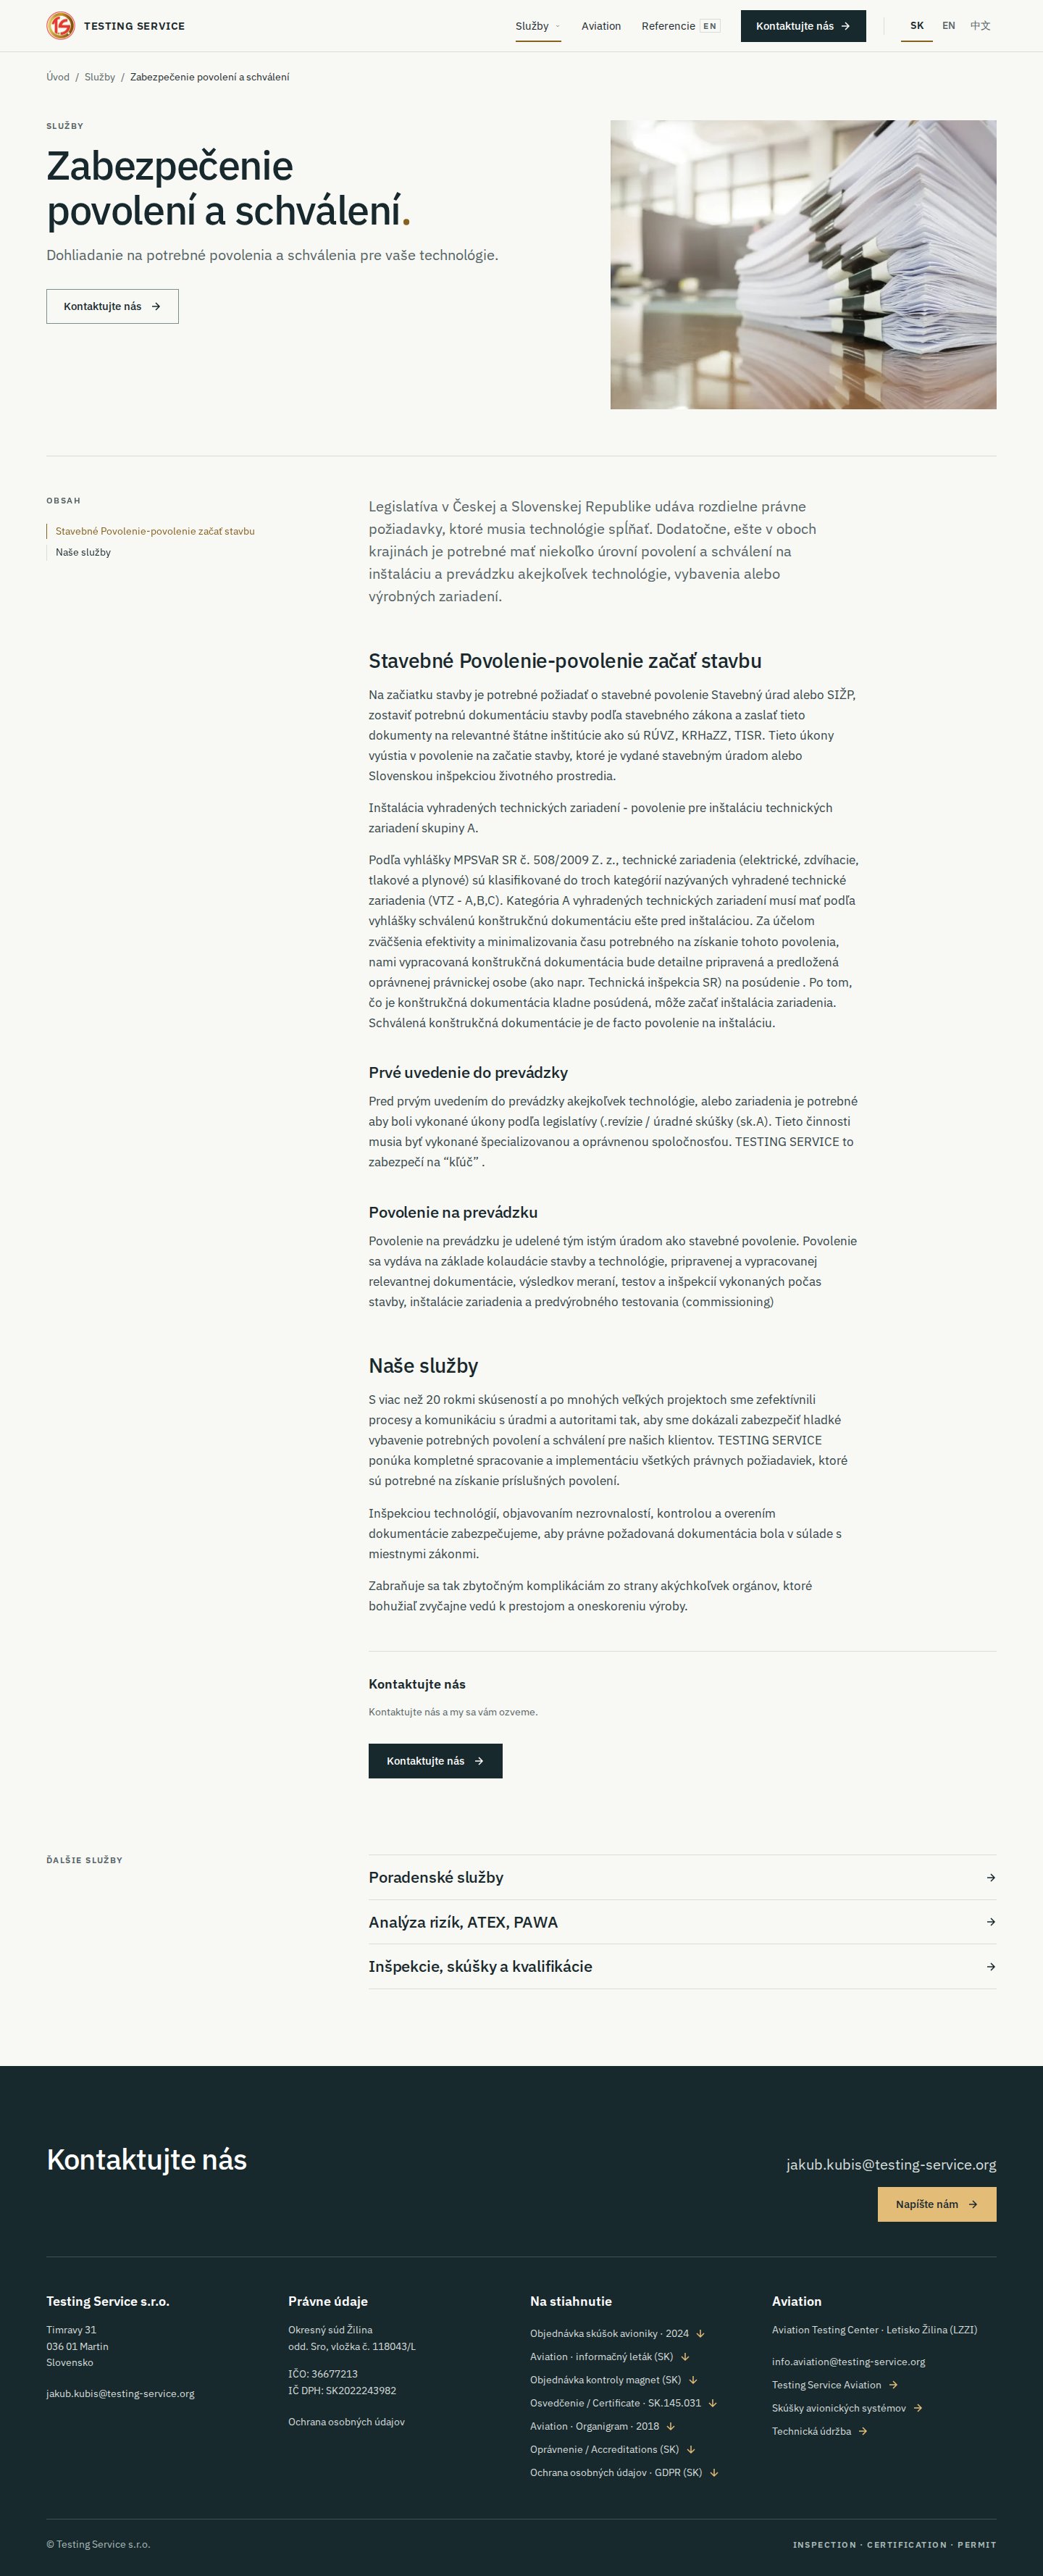 TESTING SERVICE
Služby
Aviation
Referencie EN
Kontaktujte nás →
SK
EN
中文
Úvod / Služby / Zabezpečenie povolení a schválení
SLUŽBY
Zabezpečenie
povolení a schválení.
Dohliadanie na potrebné povolenia a schválenia pre vaše technológie.
Kontaktujte nás →
OBSAH
Stavebné Povolenie-povolenie začať stavbu
Naše služby
Legislatíva v Českej a Slovenskej Republike udáva rozdielne právne
požiadavky, ktoré musia technológie spĺňať. Dodatočne, ešte v oboch
krajinách je potrebné mať niekoľko úrovní povolení a schválení na
inštaláciu a prevádzku akejkoľvek technológie, vybavenia alebo
výrobných zariadení.
Stavebné Povolenie-povolenie začať stavbu
Na začiatku stavby je potrebné požiadať o stavebné povolenie Stavebný úrad alebo SIŽP,
zostaviť potrebnú dokumentáciu stavby podľa stavebného zákona a zaslať tieto
dokumenty na relevantné štátne inštitúcie ako sú RÚVZ, KRHaZZ, TISR. Tieto úkony
vyústia v povolenie na začatie stavby, ktoré je vydané stavebným úradom alebo
Slovenskou inšpekciou životného prostredia.
Inštalácia vyhradených technických zariadení - povolenie pre inštaláciu technických
zariadení skupiny A.
Podľa vyhlášky MPSVaR SR č. 508/2009 Z. z., technické zariadenia (elektrické, zdvíhacie,
tlakové a plynové) sú klasifikované do troch kategórií nazývaných vyhradené technické
zariadenia (VTZ - A,B,C). Kategória A vyhradených technických zariadení musí mať podľa
vyhlášky schválenú konštrukčnú dokumentáciu ešte pred inštaláciou. Za účelom
zväčšenia efektivity a minimalizovania času potrebného na získanie tohoto povolenia,
nami vypracovaná konštrukčná dokumentácia bude detailne pripravená a predložená
oprávnenej právnickej osobe (ako napr. Technická inšpekcia SR) na posúdenie . Po tom,
čo je konštrukčná dokumentácia kladne posúdená, môže začať inštalácia zariadenia.
Schválená konštrukčná dokumentácie je de facto povolenie na inštaláciu.
Prvé uvedenie do prevádzky
Pred prvým uvedením do prevádzky akejkoľvek technológie, alebo zariadenia je potrebné
aby boli vykonané úkony podľa legislatívy (.revízie / úradné skúšky (sk.A). Tieto činnosti
musia byť vykonané špecializovanou a oprávnenou spoločnosťou. TESTING SERVICE to
zabezpečí na “kľúč” .
Povolenie na prevádzku
Povolenie na prevádzku je udelené tým istým úradom ako stavebné povolenie. Povolenie
sa vydáva na základe kolaudácie stavby a technológie, pripravenej a vypracovanej
relevantnej dokumentácie, výsledkov meraní, testov a inšpekcií vykonaných počas
stavby, inštalácie zariadenia a predvýrobného testovania (commissioning)
Naše služby
S viac než 20 rokmi skúseností a po mnohých veľkých projektoch sme zefektívnili
procesy a komunikáciu s úradmi a autoritami tak, aby sme dokázali zabezpečiť hladké
vybavenie potrebných povolení a schválení pre našich klientov. TESTING SERVICE
ponúka kompletné spracovanie a implementáciu všetkých právnych požiadaviek, ktoré
sú potrebné na získanie príslušných povolení.
Inšpekciou technológií, objavovaním nezrovnalostí, kontrolou a overením
dokumentácie zabezpečujeme, aby právne požadovaná dokumentácia bola v súlade s
miestnymi zákonmi.
Zabraňuje sa tak zbytočným komplikáciám zo strany akýchkoľvek orgánov, ktoré
bohužiaľ zvyčajne vedú k prestojom a oneskoreniu výroby.
Kontaktujte nás
Kontaktujte nás a my sa vám ozveme.
Kontaktujte nás →
ĎALŠIE SLUŽBY
Poradenské služby →
Analýza rizík, ATEX, PAWA →
Inšpekcie, skúšky a kvalifikácie →
Kontaktujte nás
jakub.kubis@testing-service.org
Napíšte nám →
Testing Service s.r.o.
Timravy 31
036 01 Martin
Slovensko
jakub.kubis@testing-service.org
Právne údaje
Okresný súd Žilina
odd. Sro, vložka č. 118043/L
IČO: 36677213
IČ DPH: SK2022243982
Ochrana osobných údajov
Na stiahnutie
Objednávka skúšok avioniky · 2024 ↓
Aviation · informačný leták (SK) ↓
Objednávka kontroly magnet (SK) ↓
Osvedčenie / Certificate · SK.145.031 ↓
Aviation · Organigram · 2018 ↓
Oprávnenie / Accreditations (SK) ↓
Ochrana osobných údajov · GDPR (SK) ↓
Aviation
Aviation Testing Center · Letisko Žilina (LZZI)
info.aviation@testing-service.org
Testing Service Aviation →
Skúšky avionických systémov →
Technická údržba →
© Testing Service s.r.o.
INSPECTION · CERTIFICATION · PERMIT